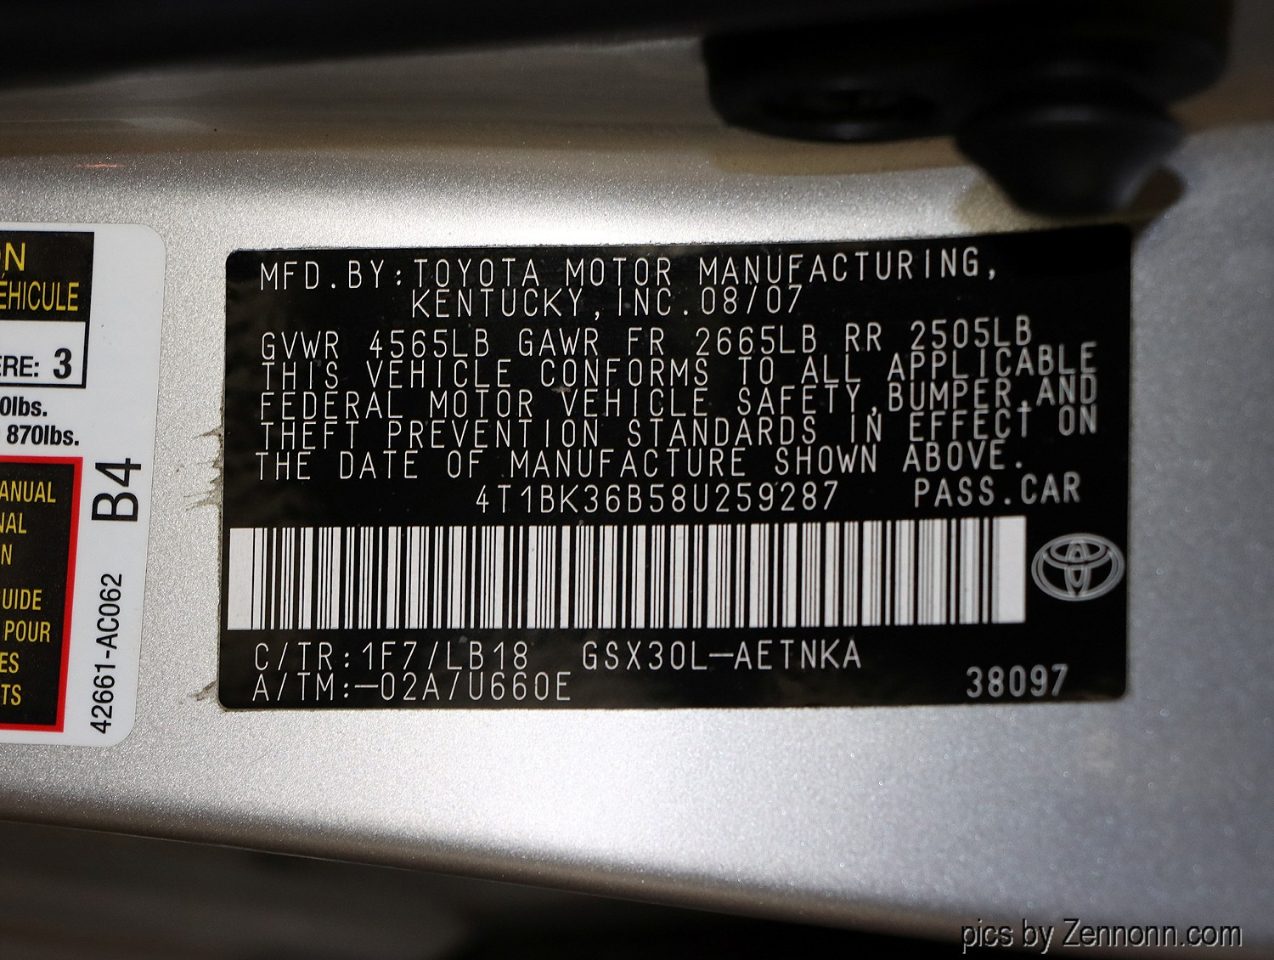 ON
ÉHICULE
ERE: 3
0lbs.
870lbs.
ANUAL
NAL
N
UIDE
POUR
ES
TS
42661-AC062 B4
MFD.BY:TOYOTA MOTOR MANUFACTURING,
KENTUCKY,INC.08/07
GVWR 4565LB GAWR FR 2665LB RR 2505LB
THIS VEHICLE CONFORMS TO ALL APPLICABLE
FEDERAL MOTOR VEHICLE SAFETY,BUMPER,AND
THEFT PREVENTION STANDARDS IN EFFECT ON
THE DATE OF MANUFACTURE SHOWN ABOVE.
4T1BK36B58U259287 PASS.CAR
C/TR:1F7/LB18 GSX30L-AETNKA
A/TM:-02A/U660E 38097
pics by Zennonn.com